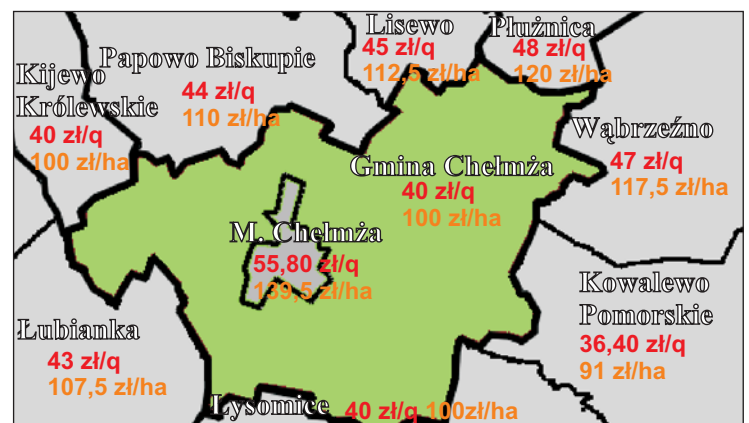 Lisewo
45 zł/q
112,5 zł/ha
Płużnica
48 zł/q
120 zł/ha
Papowo Biskupie
44 zł/q
110 zł/ha
Kijewo
Królewskie
40 zł/q
100 zł/ha
Wąbrzeźno
47 zł/q
117,5 zł/ha
Gmina Chełmża
40 zł/q
100 zł/ha
M. Chełmża
55,80 zł/q
139,5 zł/ha
Kowalewo
Pomorskie
36,40 zł/q
91 zł/ha
Łubianka
43 zł/q
107,5 zł/ha
Łysomice 40 zł/q 100zł/ha